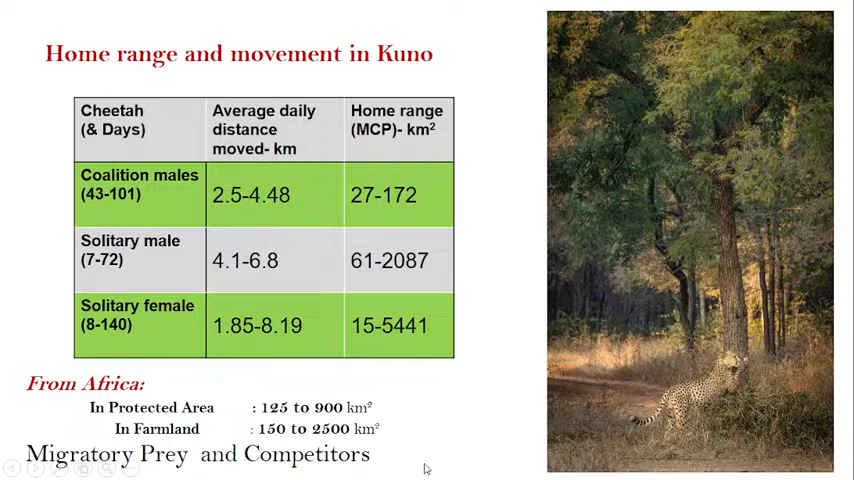 Home range and movement in Kuno
Cheetah (& Days) Average daily distance moved- km Home range (MCP)- km²
Coalition males (43-101) 2.5-4.48 27-172
Solitary male (7-72) 4.1-6.8 61-2087
Solitary female (8-140) 1.85-8.19 15-5441
From Africa:
In Protected Area : 125 to 900 km²
In Farmland : 150 to 2500 km²
Migratory Prey and Competitors